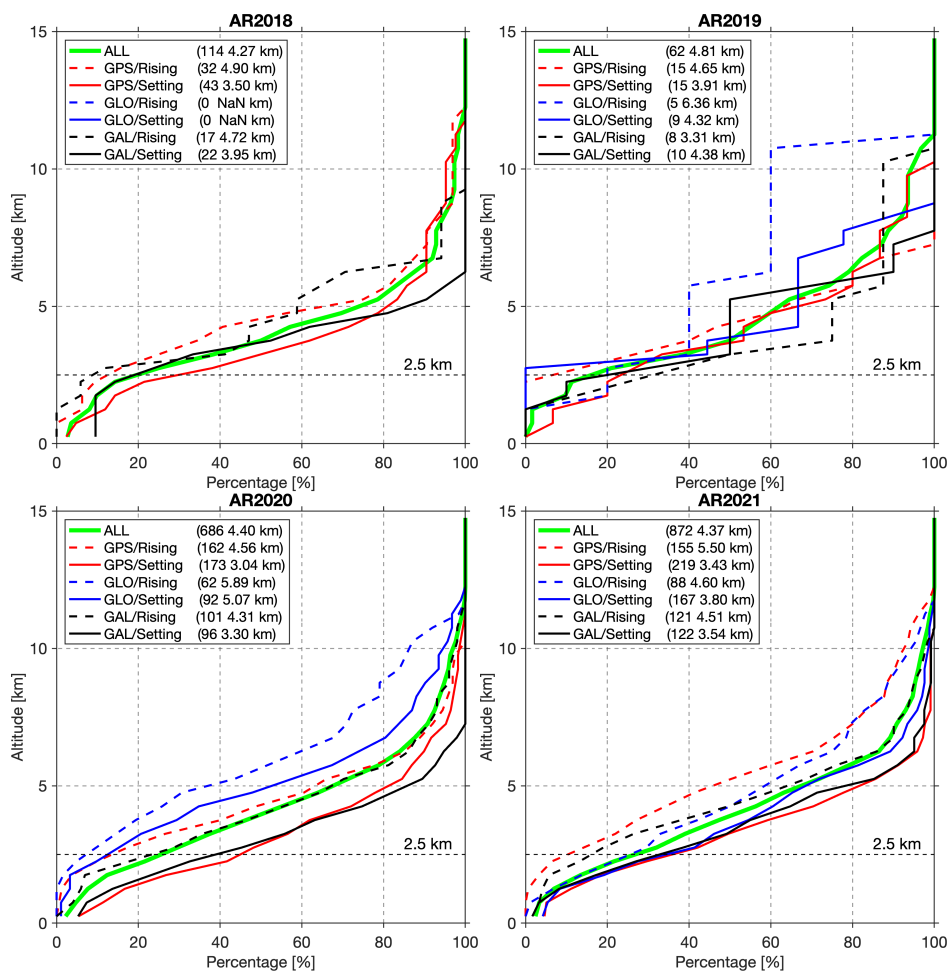 AR2018
15
10
5
0
Altitude [km]
ALL (114 4.27 km)
GPS/Rising (32 4.90 km)
GPS/Setting (43 3.50 km)
GLO/Rising (0 NaN km)
GLO/Setting (0 NaN km)
GAL/Rising (17 4.72 km)
GAL/Setting (22 3.95 km)
2.5 km
0 20 40 60 80 100
Percentage [%]
AR2019
15
10
5
0
Altitude [km]
ALL (62 4.81 km)
GPS/Rising (15 4.65 km)
GPS/Setting (15 3.91 km)
GLO/Rising (5 6.36 km)
GLO/Setting (9 4.32 km)
GAL/Rising (8 3.31 km)
GAL/Setting (10 4.38 km)
2.5 km
0 20 40 60 80 100
Percentage [%]
AR2020
15
10
5
0
Altitude [km]
ALL (686 4.40 km)
GPS/Rising (162 4.56 km)
GPS/Setting (173 3.04 km)
GLO/Rising (62 5.89 km)
GLO/Setting (92 5.07 km)
GAL/Rising (101 4.31 km)
GAL/Setting (96 3.30 km)
2.5 km
0 20 40 60 80 100
Percentage [%]
AR2021
15
10
5
0
Altitude [km]
ALL (872 4.37 km)
GPS/Rising (155 5.50 km)
GPS/Setting (219 3.43 km)
GLO/Rising (88 4.60 km)
GLO/Setting (167 3.80 km)
GAL/Rising (121 4.51 km)
GAL/Setting (122 3.54 km)
2.5 km
0 20 40 60 80 100
Percentage [%]